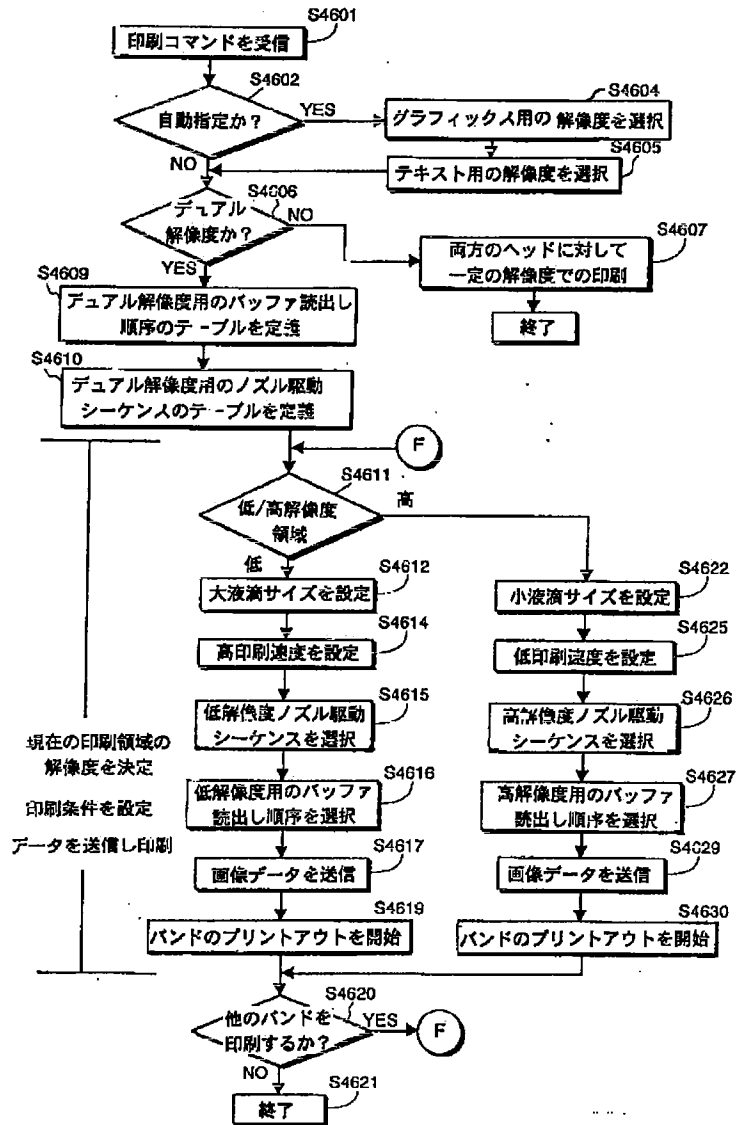 S4601
印刷コマンドを受信
S4602
自動指定か?
YES
NO
S4604
グラフィックス用の解像度を選択
S4605
テキスト用の解像度を選択
S4606
デュアル
解像度か?
NO
YES
S4607
両方のヘッドに対して
一定の解像度での印刷
終了
S4609
デュアル解像度用のバッファ読出し
順序のテーブルを定義
S4610
デュアル解像度用のノズル駆動
シーケンスのテーブルを定義
F
S4611
低/高解像度
領域
高
低
S4612
大液滴サイズを設定
S4614
高印刷速度を設定
S4615
低解像度ノズル駆動
シーケンスを選択
S4616
低解像度用のバッファ
読出し順序を選択
S4617
画像データを送信
S4619
バンドのプリントアウトを開始
S4622
小液滴サイズを設定
S4625
低印刷速度を設定
S4626
高解像度ノズル駆動
シーケンスを選択
S4627
高解像度用のバッファ
読出し順序を選択
S4629
画像データを送信
S4630
バンドのプリントアウトを開始
現在の印刷領域の
解像度を決定
印刷条件を設定
データを送信し印刷
S4620
他のバンドを
印刷するか?
YES
F
NO
S4621
終了